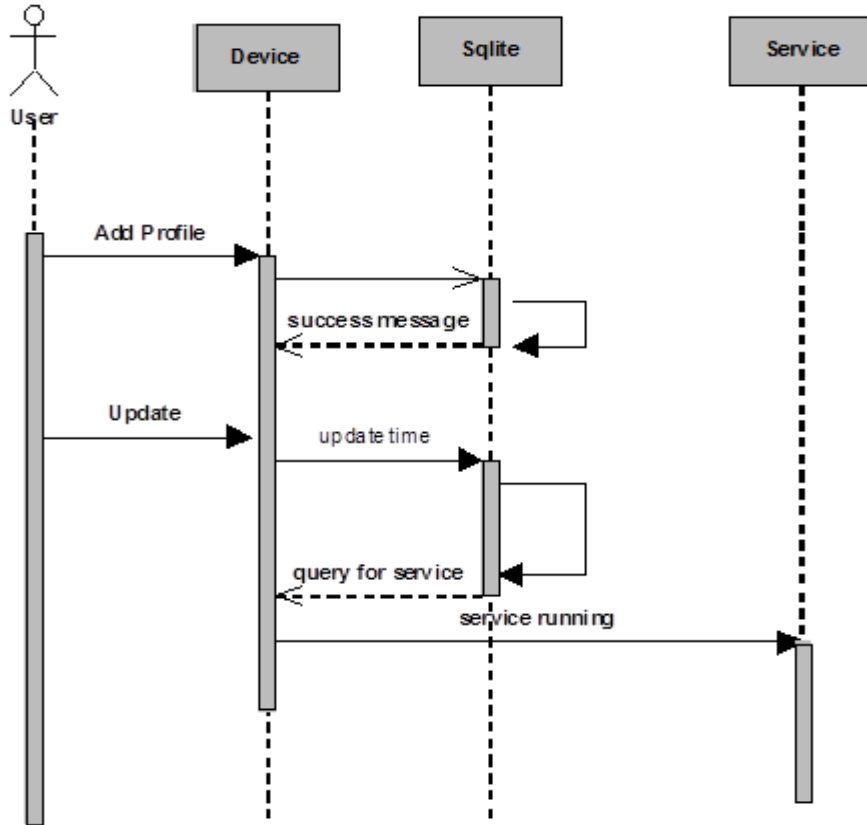 User
Device
Sqlite
Service
Add Profile
success message
Update
update time
query for service
service running